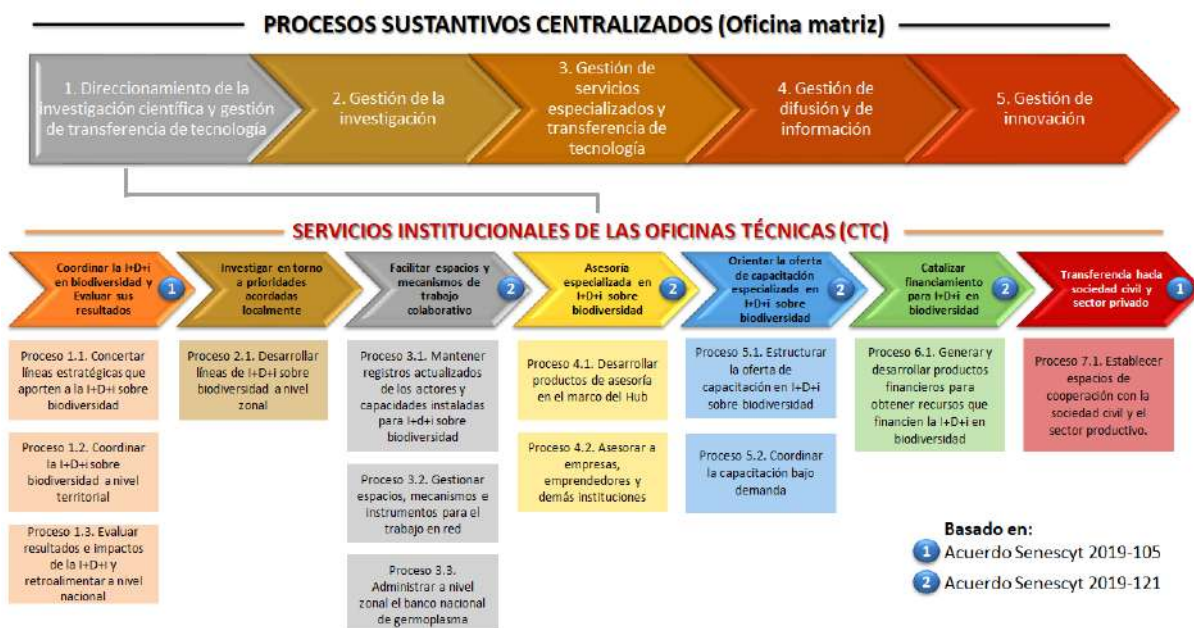 PROCESOS SUSTANTIVOS CENTRALIZADOS (Oficina matriz)
1. Direccionamiento de la
investigación científica y gestión
de transferencia de tecnología
2. Gestión de la
investigación
3. Gestión de
servicios
especializados y
transferencia de
tecnología
4. Gestión de
difusión y de
información
5. Gestión de
innovación
SERVICIOS INSTITUCIONALES DE LAS OFICINAS TÉCNICAS (CTC)
Coordinar la I+D+i
en biodiversidad y
Evaluar sus
resultados
1
Investigar en torno
a prioridades
acordadas
localmente
Facilitar espacios y
mecanismos de
trabajo
colaborativo
2
Asesoría
especializada en
I+D+i sobre
biodiversidad
2
Orientar la oferta
de capacitación
especializada en
I+D+i sobre
biodiversidad
2
Catalizar
financiamiento
para I+D+i en
biodiversidad
2
Transferencia hacia
sociedad civil y
sector privado
1
Proceso 1.1. Concertar
líneas estratégicas que
aporten a la I+D+i sobre
biodiversidad
Proceso 1.2. Coordinar
la I+D+i sobre
biodiversidad a nivel
territorial
Proceso 1.3. Evaluar
resultados e impactos
de la I+D+i y
retroalimentar a nivel
nacional
Proceso 2.1. Desarrollar
líneas de I+D+i sobre
biodiversidad a nivel
zonal
Proceso 3.1. Mantener
registros actualizados
de los actores y
capacidades instaladas
para I+d+i sobre
biodiversidad
Proceso 3.2. Gestionar
espacios, mecanismos e
instrumentos para el
trabajo en red
Proceso 3.3.
Administrar a nivel
zonal el banco nacional
de germoplasma
Proceso 4.1. Desarrollar
productos de asesoría
en el marco del Hub
Proceso 4.2. Asesorar a
empresas,
emprendedores y
demás instituciones
Proceso 5.1. Estructurar
la oferta de
capacitación en I+D+i
sobre biodiversidad
Proceso 5.2. Coordinar
la capacitación bajo
demanda
Proceso 6.1. Generar y
desarrollar productos
financieros para
obtener recursos que
financien la I+D+i en
biodiversidad
Proceso 7.1. Establecer
espacios de
cooperación con la
sociedad civil y el
sector productivo.
Basado en:
1 Acuerdo Senescyt 2019-105
2 Acuerdo Senescyt 2019-121